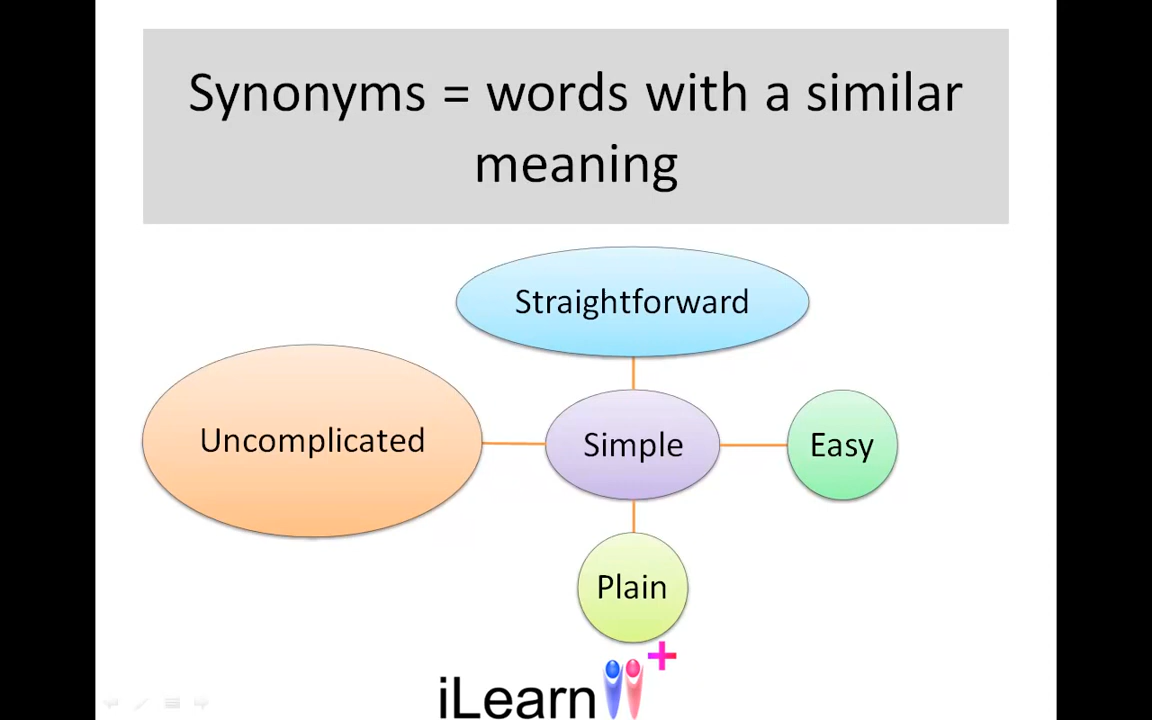 Synonyms = words with a similar
meaning
Straightforward
Uncomplicated
Simple
Easy
Plain
iLearn